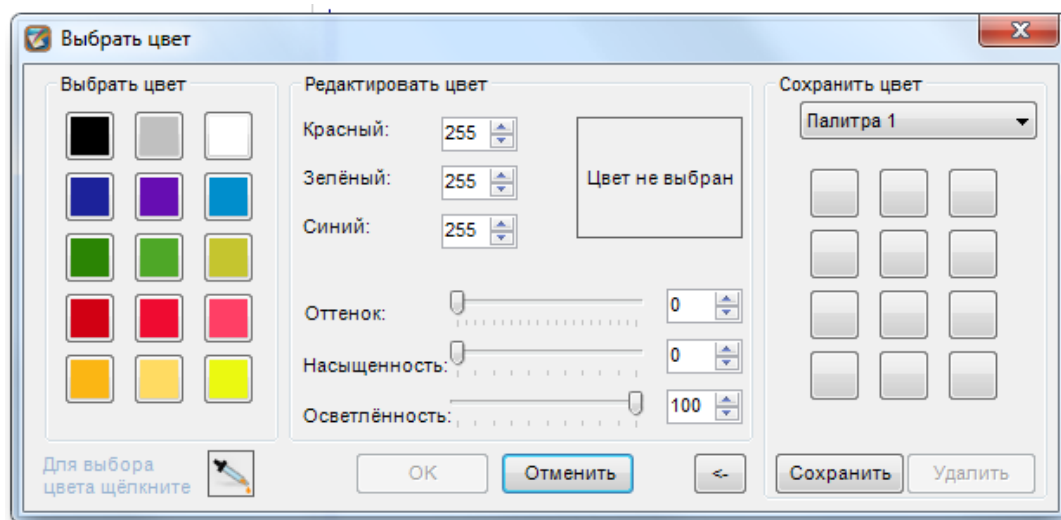 Выбрать цвет
Выбрать цвет
Редактировать цвет
Сохранить цвет
Красный:
255
Зелёный:
255
Синий:
255
Цвет не выбран
Оттенок:
0
Насыщенность:
0
Осветлённость:
100
Палитра 1
Для выбора
цвета щёлкните
OK
Отменить
<-
Сохранить
Удалить